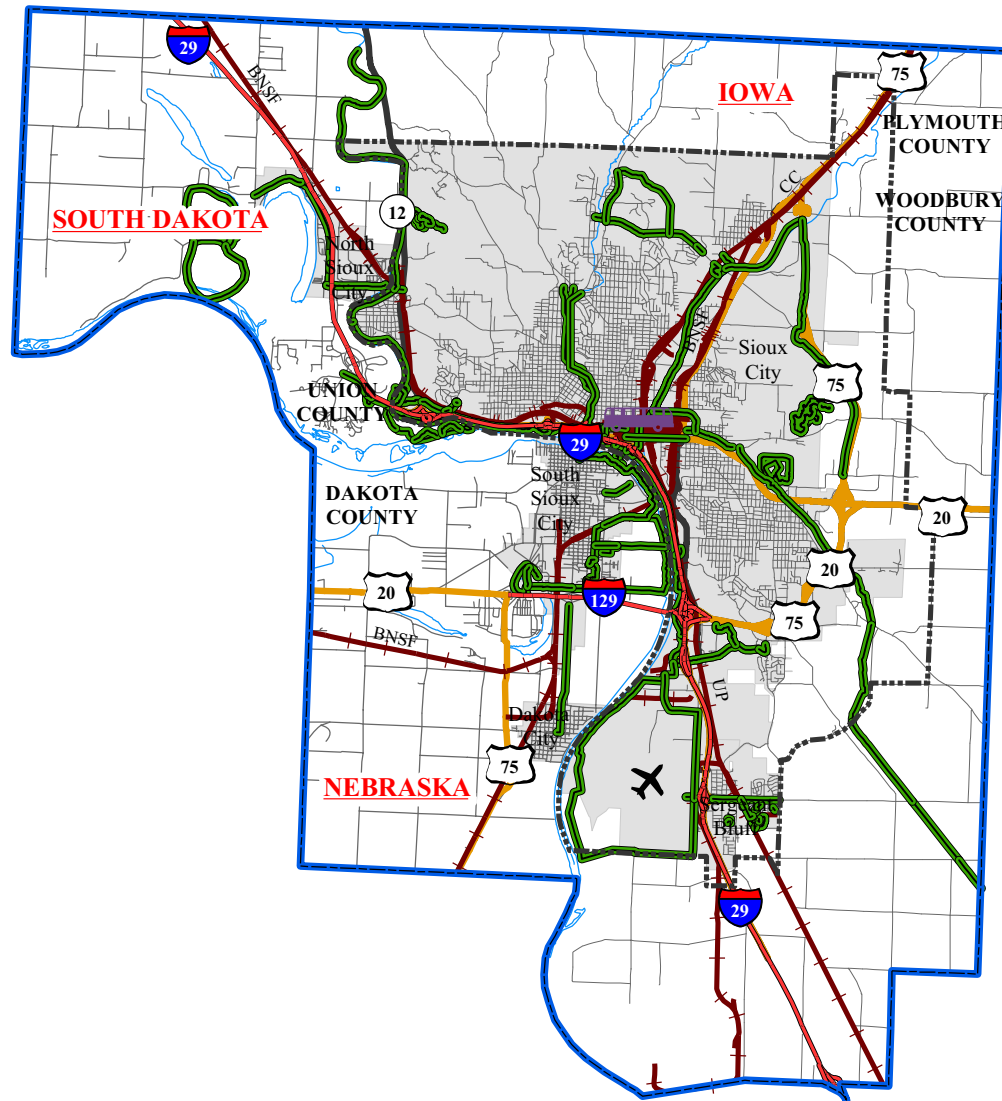 29
BNSF
75
IOWA
PLYMOUTH
COUNTY
CC
WOODBURY
COUNTY
SOUTH DAKOTA
12
North
Sioux
City
BNSF
Sioux
City
75
UNION
COUNTY
29
South
Sioux
City
DAKOTA
COUNTY
20
20
20
129
75
BNSF
UP
Dakota
City
75
NEBRASKA
Sergeant
Bluff
29